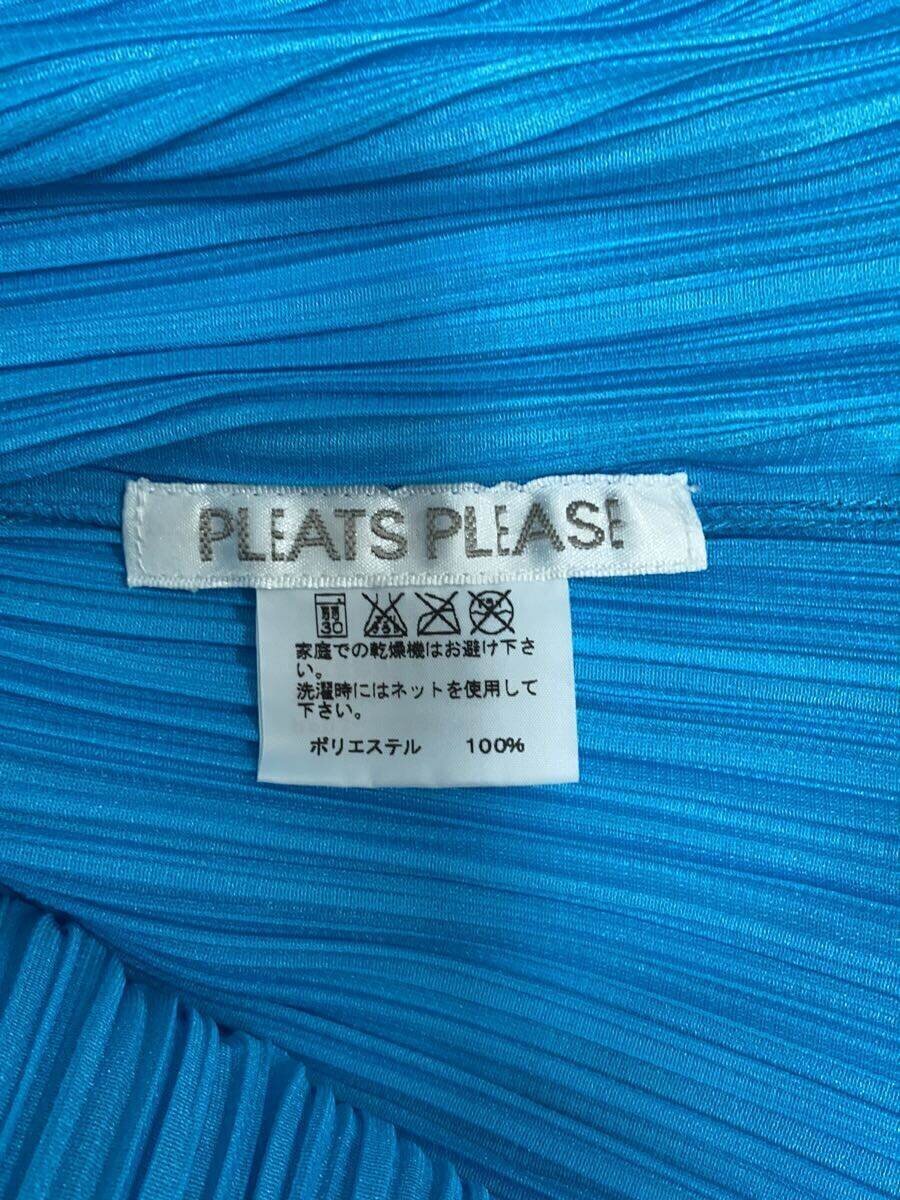 PLEATS PLEASE
弱
30
家庭での乾燥機はお避け下さ
い。
洗濯時にはネットを使用して
下さい。
ポリエステル 100%